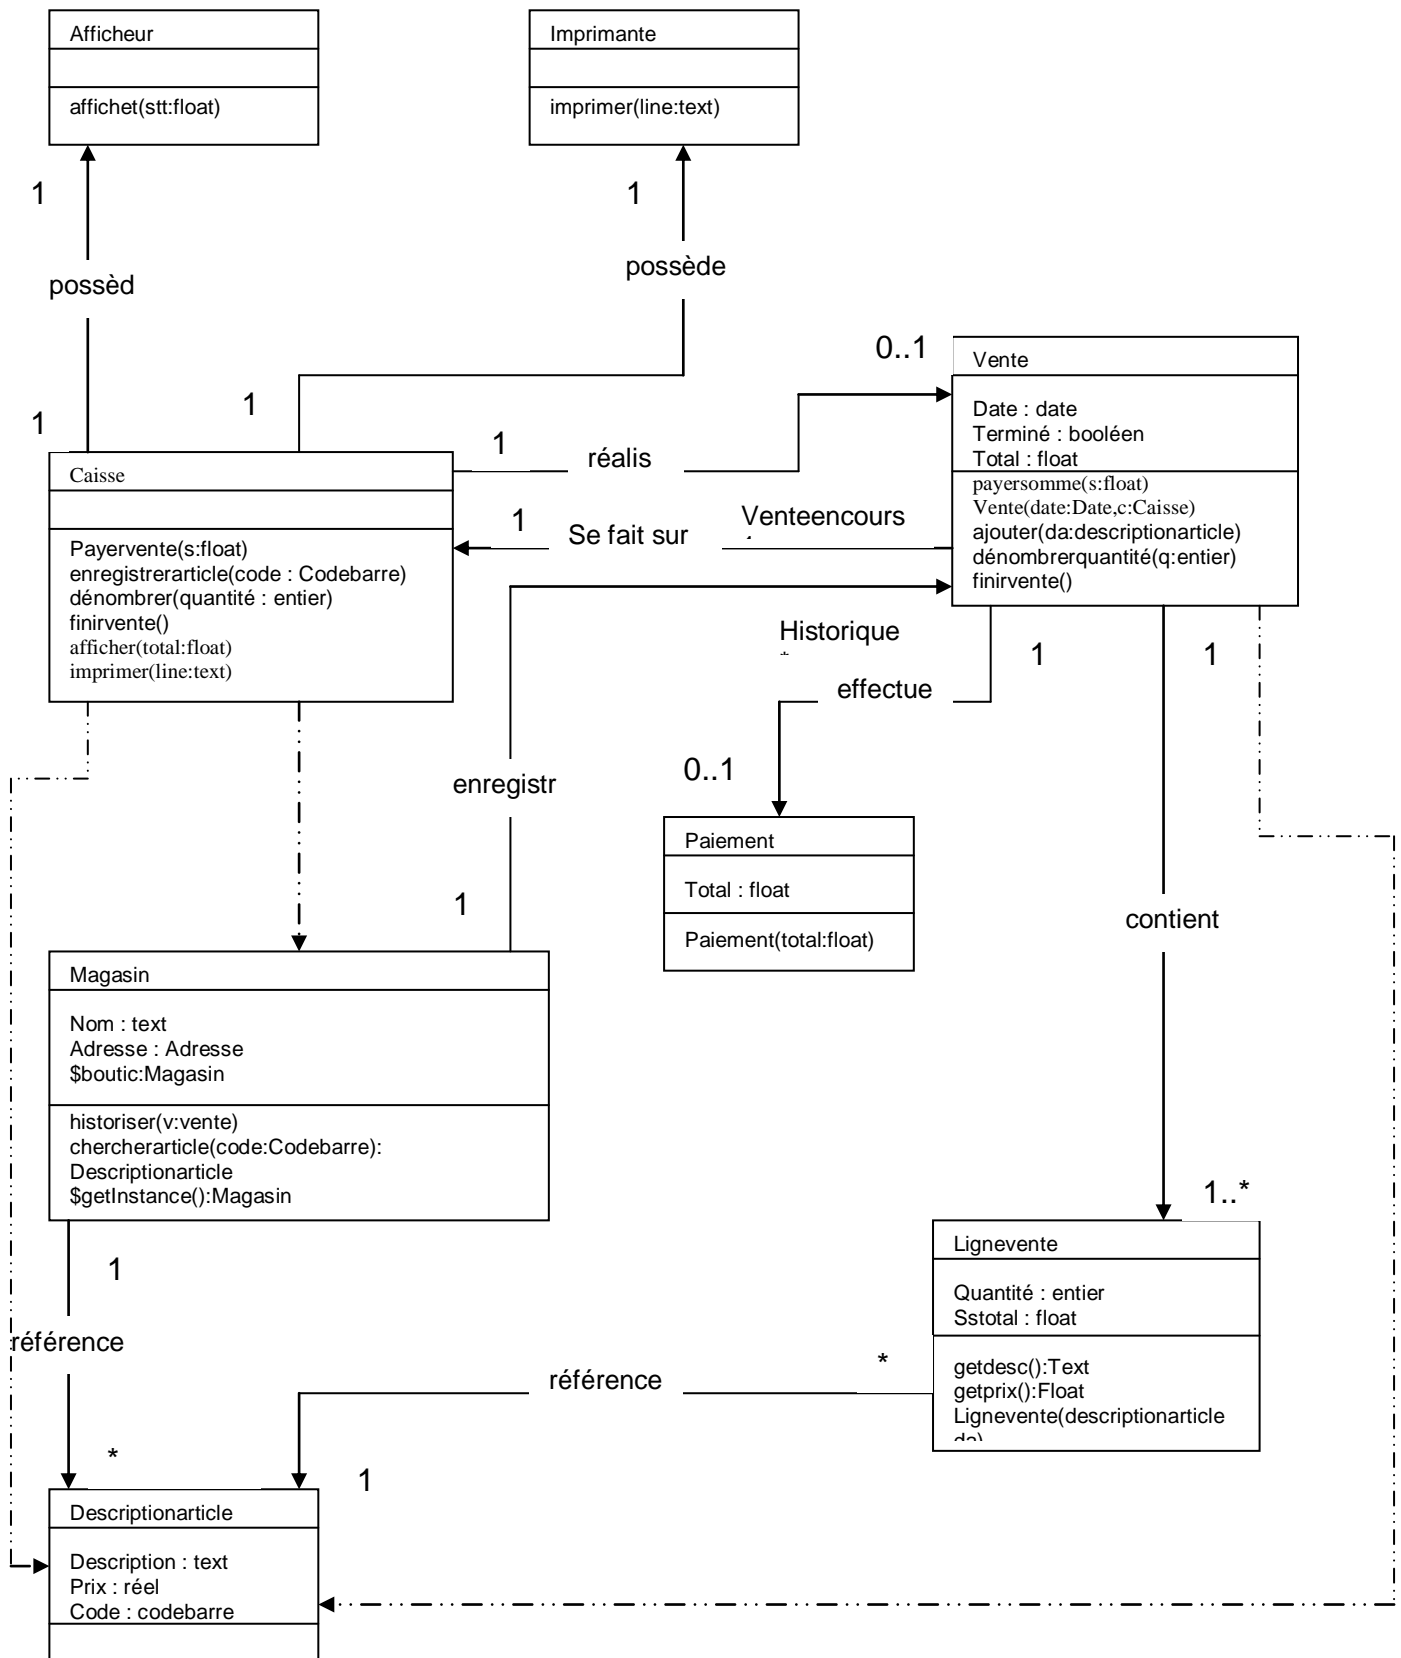 Afficheur
affichet(stt:float)
Imprimante
imprimer(line:text)
1
1
possèd
possède
0..1
1
1
Vente
Date : date
Terminé : booléen
Total : float
payersomme(s:float)
Vente(date:Date,c:Caisse)
ajouter(da:descriptionarticle)
dénombrerquantité(q:entier)
finirvente()
1
réalis
Caisse
Payervente(s:float)
enregistrerarticle(code : Codebarre)
dénombrer(quantité : entier)
finirvente()
afficher(total:float)
imprimer(line:text)
1
Se fait sur
Venteencours
Historique
*
1
1
effectue
0..1
enregistr
Paiement
Total : float
Paiement(total:float)
1
contient
Magasin
Nom : text
Adresse : Adresse
$boutic:Magasin
historiser(v:vente)
chercherarticle(code:Codebarre):
Descriptionarticle
$getInstance():Magasin
1..*
1
Lignevente
Quantité : entier
Sstotal : float
getdesc():Text
getprix():Float
Lignevente(descriptionarticle
da)
référence
*
référence
*
1
Descriptionarticle
Description : text
Prix : réel
Code : codebarre